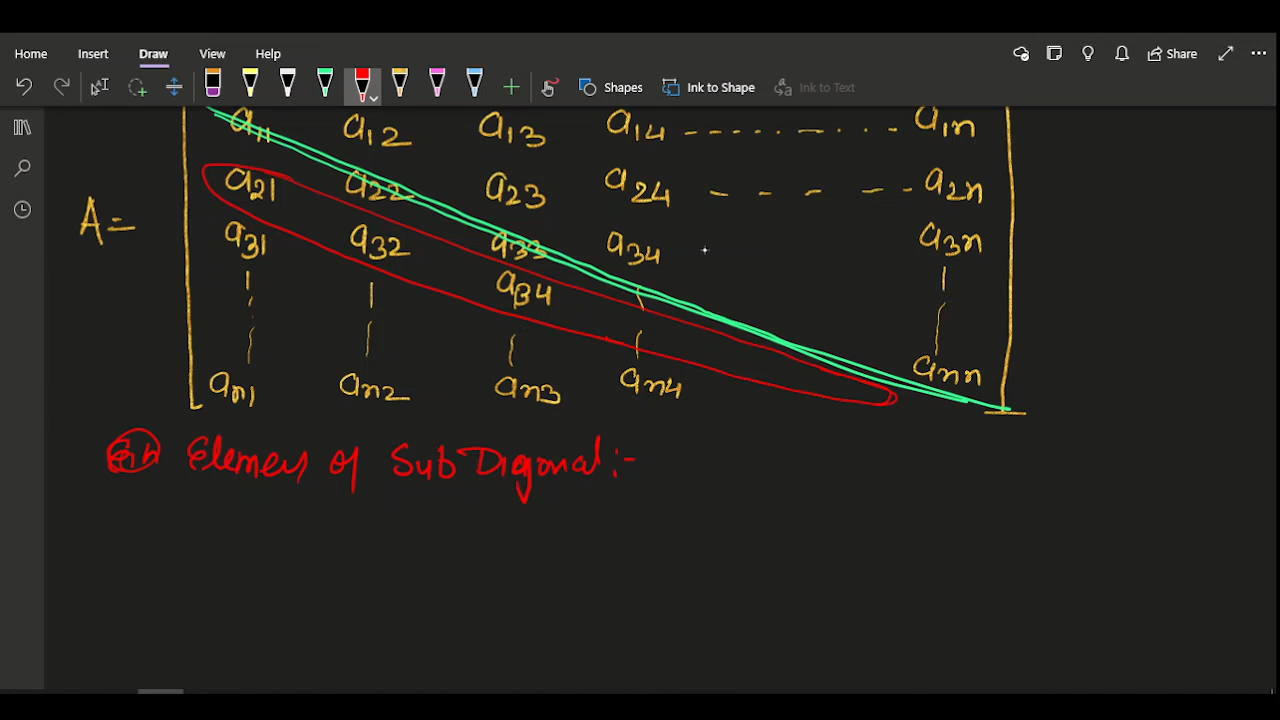 Home Insert Draw View Help Share
Shapes Ink to Shape Ink to Text
a11 a12 a13 a14 ---------- a1n
a21 a22 a23 a24 - - - - - a2n
A= a31 a32 a33 a34 a3n
a34
an1 an2 an3 an4 ann
Elemens of Sub Digonal :-